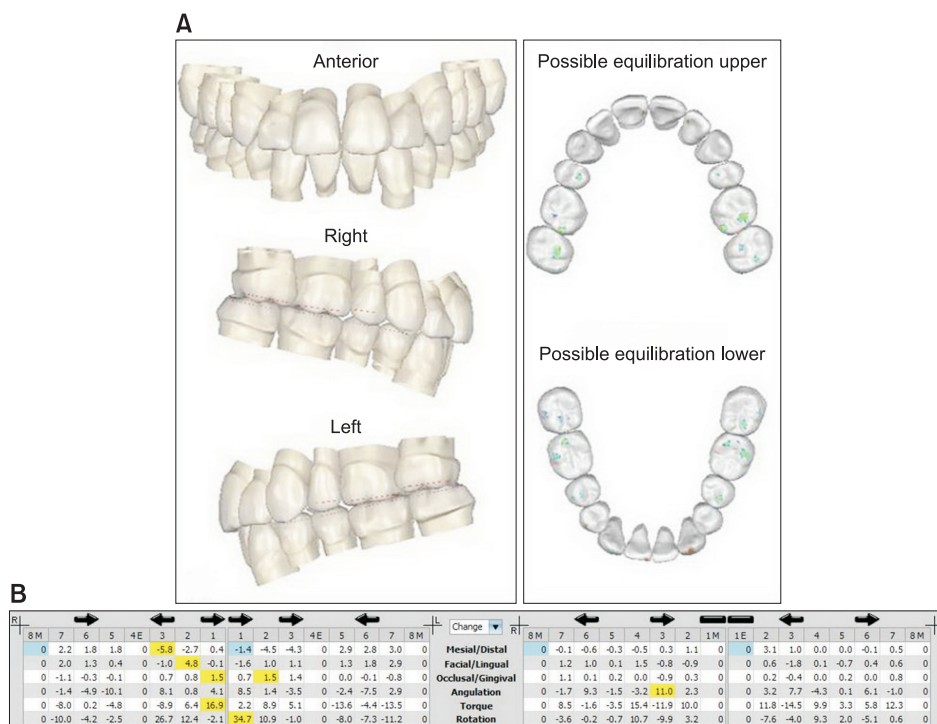 A
Anterior
Possible equilibration upper
Right
Possible equilibration lower
Left
B
R L Change R L
8 M 7 6 5 4 E 3 2 1 1 2 3 4 E 5 6 7 8 M 8 M 7 6 5 4 3 2 1 M 1 E 2 3 4 5 6 7 8 M
0 2.2 1.8 1.8 0 -5.8 -2.7 0.4 -1.4 -4.5 -4.3 0 2.9 2.8 3.0 0 Mesial/Distal 0 -0.1 -0.6 -0.3 -0.5 0.3 1.1 0 0 3.1 1.0 0.0 0.0 -0.1 0.5 0
0 2.0 1.3 0.4 0 -1.0 4.8 -0.1 -1.6 1.0 1.1 0 1.3 1.8 2.9 0 Facial/Lingual 0 1.2 1.0 0.1 1.5 -0.8 -0.9 0 0 0.6 -1.8 0.1 -0.7 0.4 0.6 0
0 -1.1 -0.3 -0.1 0 0.7 0.8 1.5 0.7 1.5 1.4 0 0.0 -0.1 -0.8 0 Occlusal/Gingival 0 1.1 0.1 0.2 0.0 -0.9 0.3 0 0 0.2 -0.4 0.0 0.2 0.0 0.8 0
0 -1.4 -4.9 -10.1 0 8.1 0.8 4.1 8.5 1.4 -3.5 0 -2.4 -7.5 2.9 0 Angulation 0 -1.7 9.3 -1.5 -3.2 11.0 2.3 0 0 3.2 7.7 -4.3 0.1 6.1 -1.0 0
0 -8.0 0.2 -4.8 0 -8.9 6.4 16.9 2.2 8.9 5.1 0 -13.6 -4.4 -13.5 0 Torque 0 8.5 -1.6 -3.5 15.4 -11.9 10.0 0 0 11.8 -14.5 9.9 3.3 5.8 12.3 0
0 -10.0 -4.2 -2.5 0 26.7 12.4 -2.1 34.7 10.9 -1.0 0 -8.0 -7.3 -11.2 0 Rotation 0 -3.6 -0.2 -0.7 10.7 -9.9 3.2 0 0 -7.6 -4.0 9.6 2.6 -5.1 0.6 0